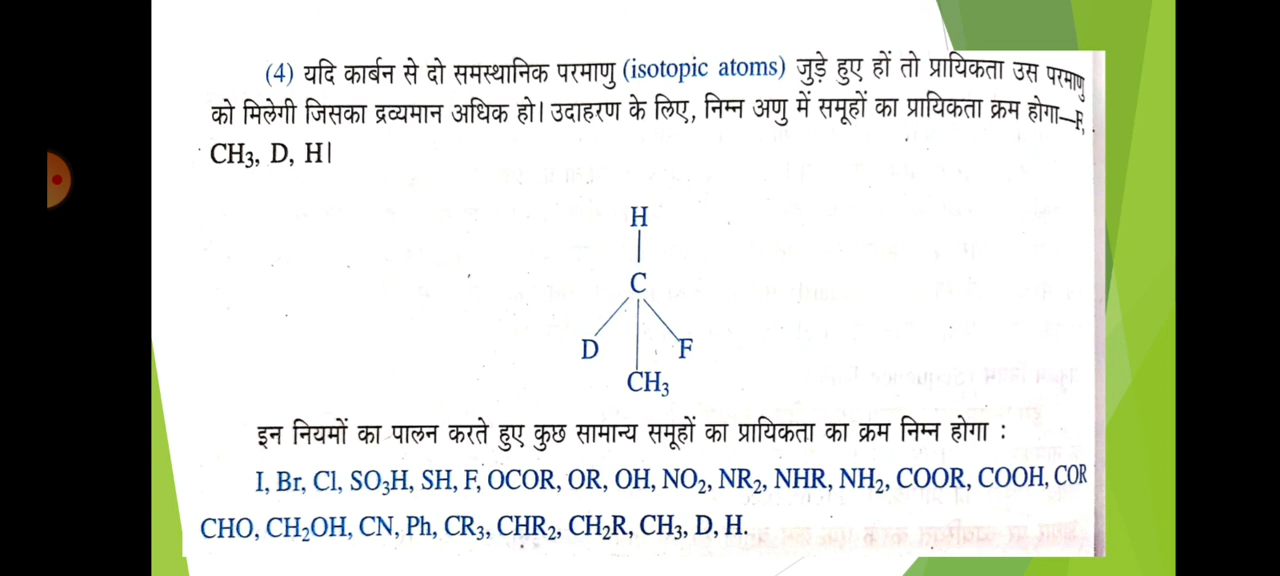 (4) यदि कार्बन से दो समस्थानिक परमाणु (isotopic atoms) जुड़े हुए हों तो प्रायिकता उस परमाणु
को मिलेगी जिसका द्रव्यमान अधिक हो। उदाहरण के लिए, निम्न अणु में समूहों का प्रायिकता क्रम होगा—F,
CH₃, D, H।
H
C
D
F
CH₃
इन नियमों का पालन करते हुए कुछ सामान्य समूहों का प्रायिकता का क्रम निम्न होगा :
I, Br, Cl, SO₃H, SH, F, OCOR, OR, OH, NO₂, NR₂, NHR, NH₂, COOR, COOH, COR
CHO, CH₂OH, CN, Ph, CR₃, CHR₂, CH₂R, CH₃, D, H.